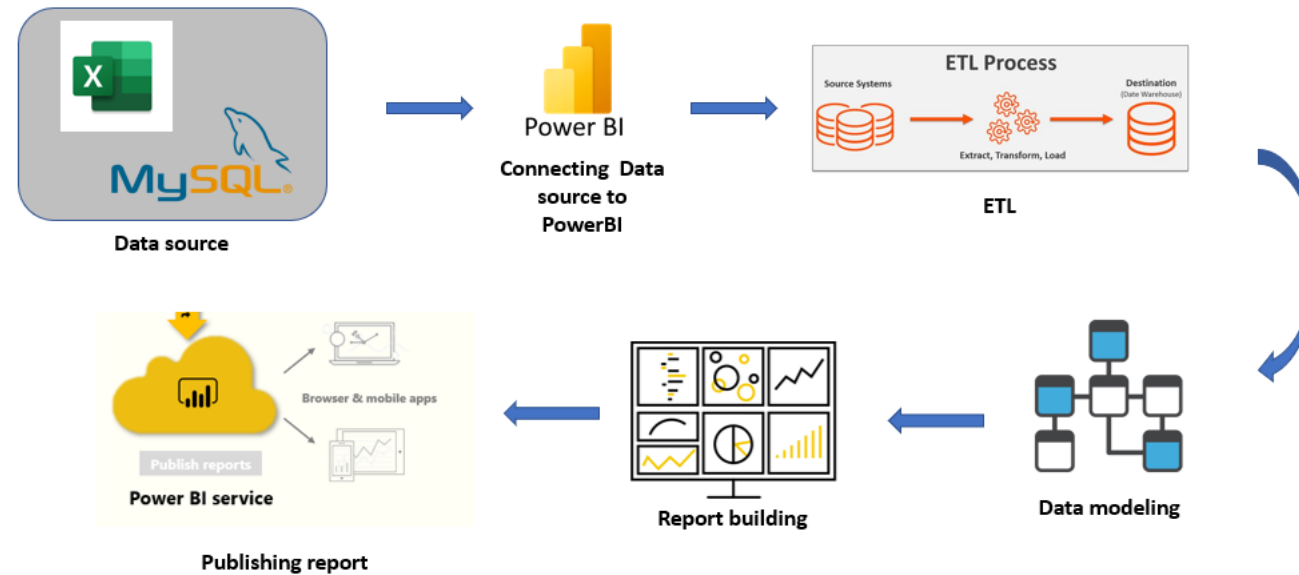 X
MySQL®
Data source
Power BI
Connecting Data
source to
PowerBI
ETL Process
Source Systems
Extract, Transform, Load
Destination
(Date Warehouse)
ETL
Data modeling
Report building
Browser & mobile apps
Publish reports
Power BI service
Publishing report